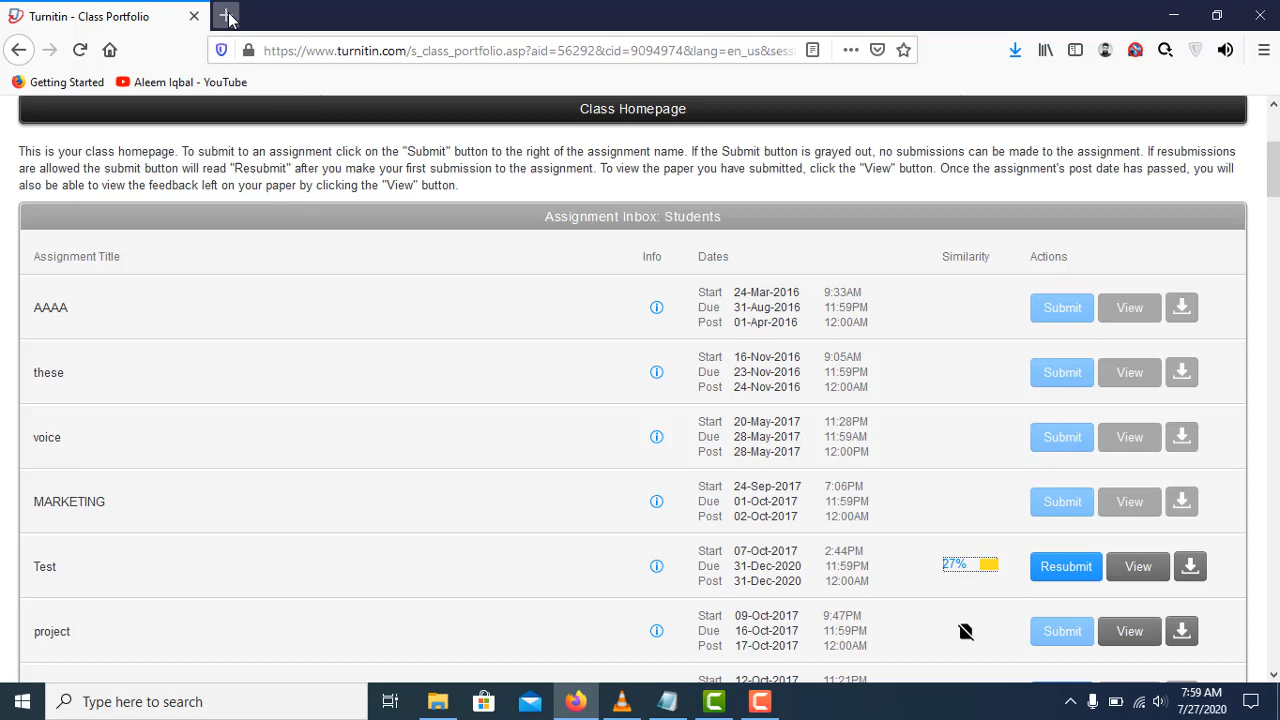 Turnitin - Class Portfolio
https://www.turnitin.com/s_class_portfolio.asp?aid=56292&cid=9094974&lang=en_us&sessi
Getting Started Aleem Iqbal - YouTube
Class Homepage
This is your class homepage. To submit to an assignment click on the "Submit" button to the right of the assignment name. If the Submit button is grayed out, no submissions can be made to the assignment. If resubmissions
are allowed the submit button will read "Resubmit" after you make your first submission to the assignment. To view the paper you have submitted, click the "View" button. Once the assignment's post date has passed, you will
also be able to view the feedback left on your paper by clicking the "View" button.
Assignment Inbox: Students
Assignment Title Info Dates Similarity Actions
Start 24-Mar-2016 9:33AM
AAAA Due 31-Aug-2016 11:59PM Submit View
Post 01-Apr-2016 12:00AM
Start 16-Nov-2016 9:05AM
these Due 23-Nov-2016 11:59PM Submit View
Post 24-Nov-2016 12:00AM
Start 20-May-2017 11:28PM
voice Due 28-May-2017 11:59AM Submit View
Post 28-May-2017 12:00PM
Start 24-Sep-2017 7:06PM
MARKETING Due 01-Oct-2017 11:59PM Submit View
Post 02-Oct-2017 12:00AM
Start 07-Oct-2017 2:44PM
Test Due 31-Dec-2020 11:59PM 27% Resubmit View
Post 31-Dec-2020 12:00AM
Start 09-Oct-2017 9:47PM
project Due 16-Oct-2017 11:59PM Submit View
Post 17-Oct-2017 12:00AM
Start 12-Oct-2017 11:21PM
Type here to search
7:59 AM
7/27/2020